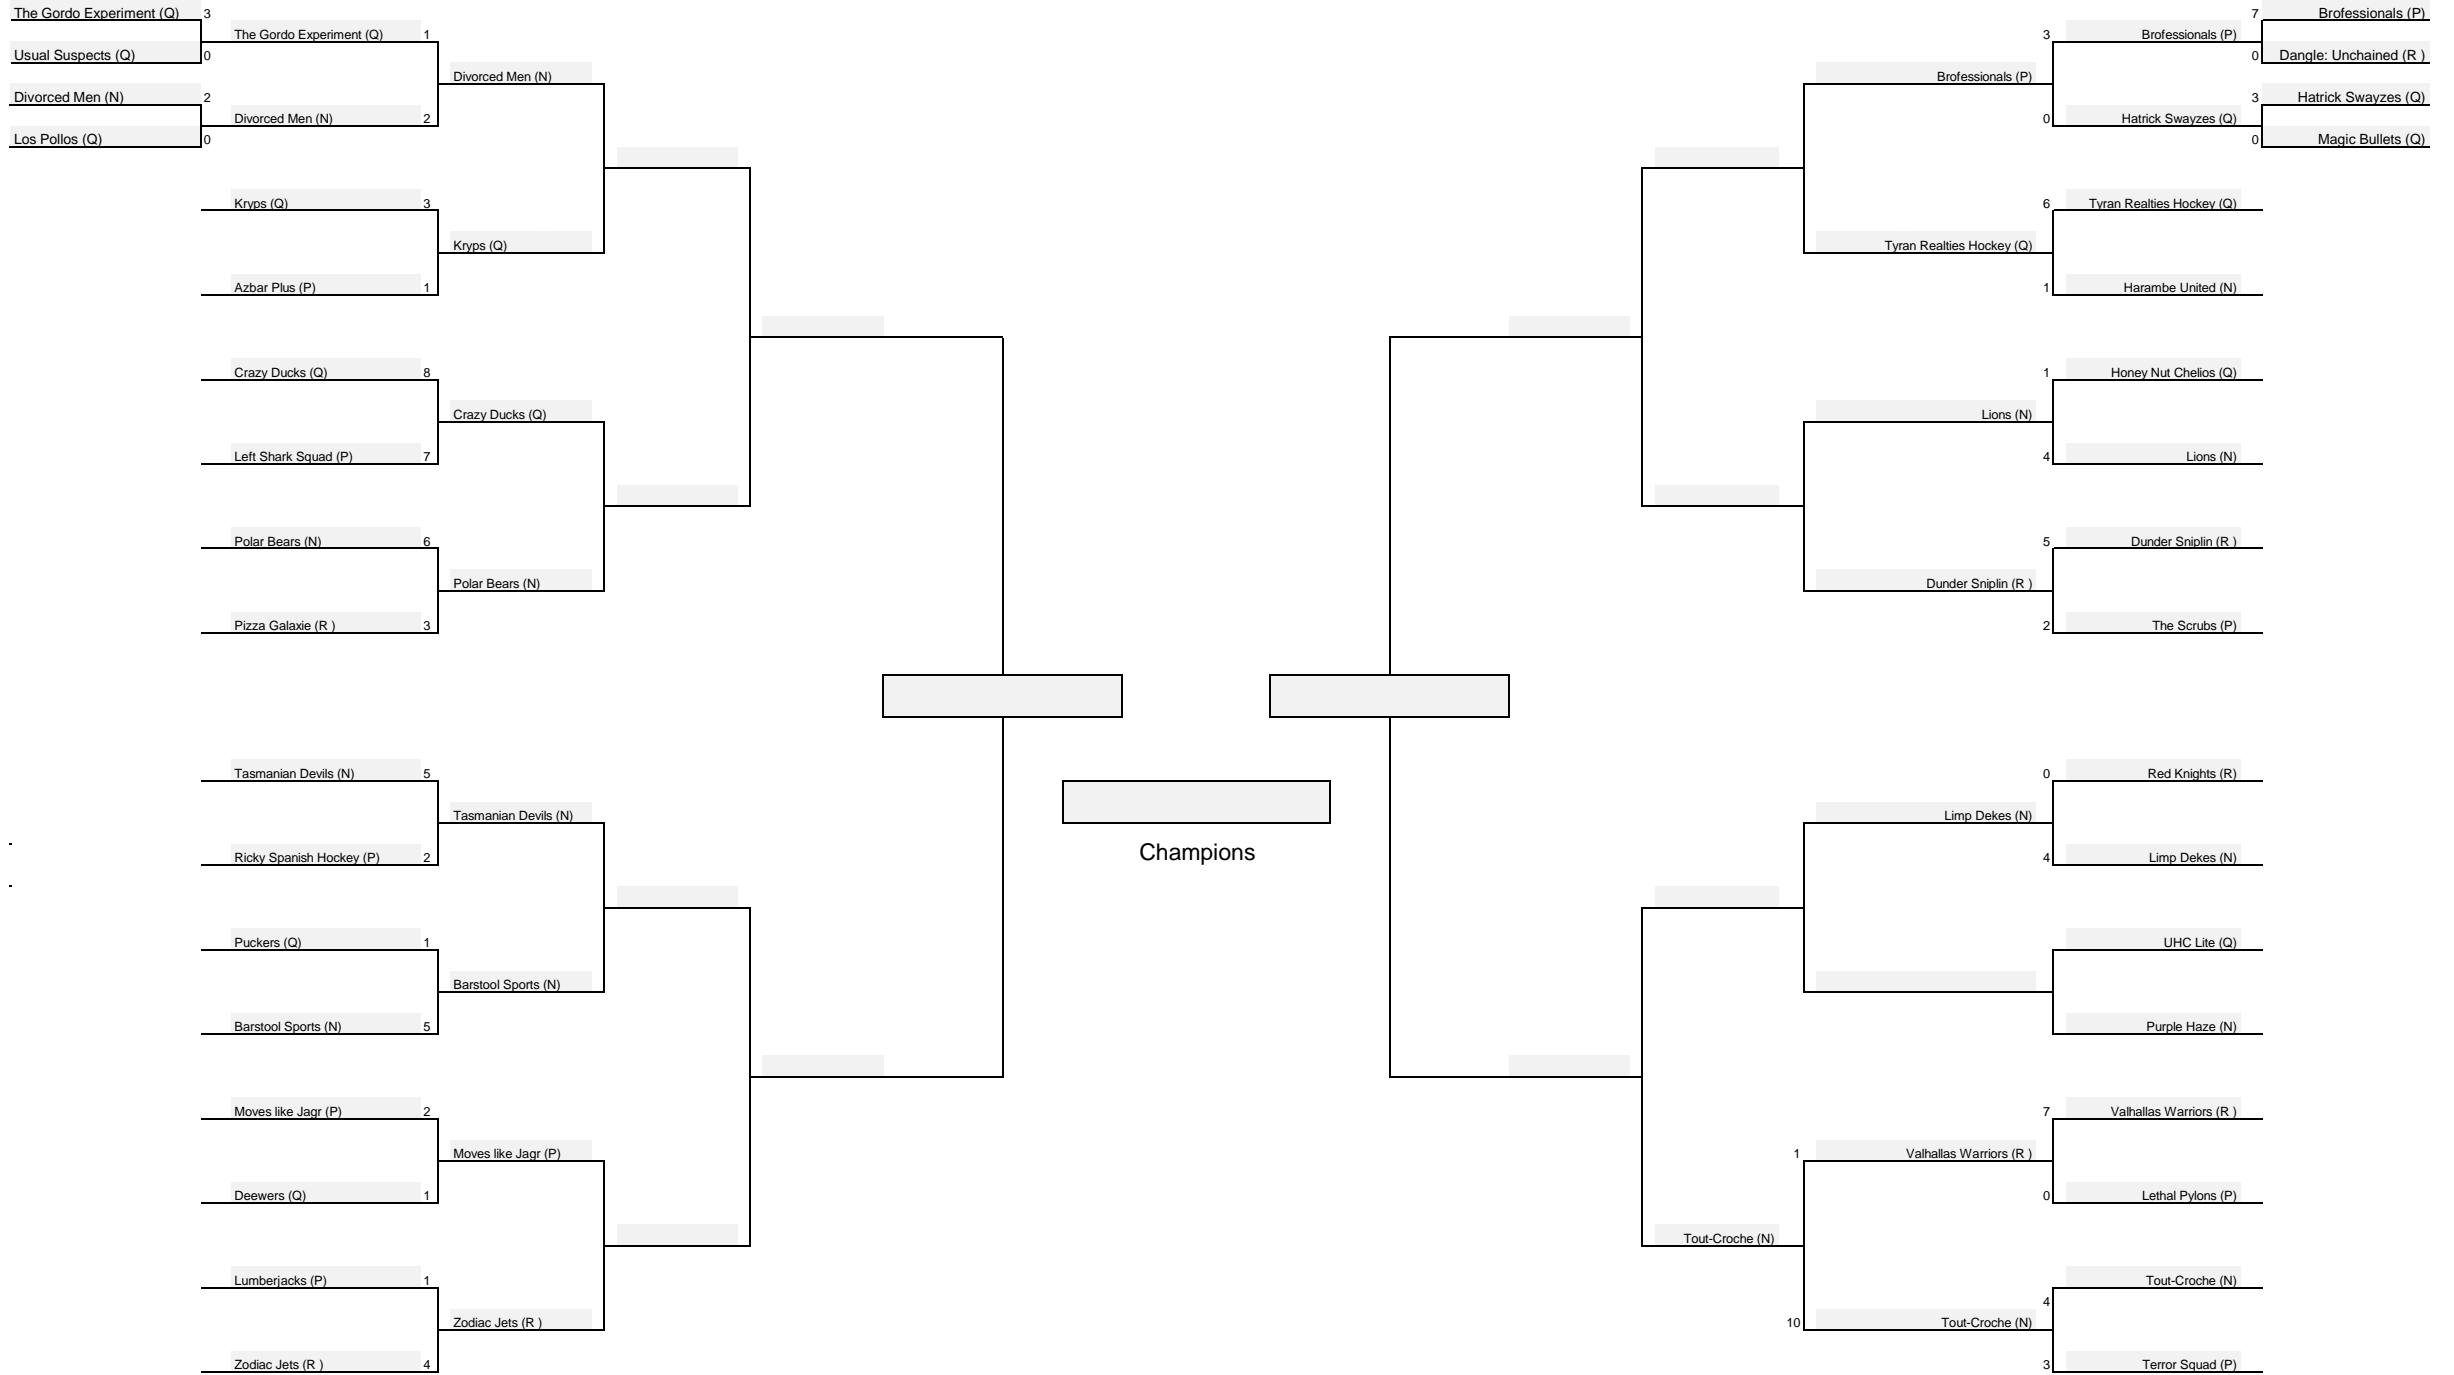 The Gordo Experiment (Q) 3
Usual Suspects (Q) 0
Divorced Men (N) 2
Los Pollos (Q) 0
The Gordo Experiment (Q) 1
Divorced Men (N) 2
Kryps (Q) 3
Azbar Plus (P) 1
Crazy Ducks (Q) 8
Left Shark Squad (P) 7
Polar Bears (N) 6
Pizza Galaxie (R ) 3
Tasmanian Devils (N) 5
Ricky Spanish Hockey (P) 2
Puckers (Q) 1
Barstool Sports (N) 5
Moves like Jagr (P) 2
Deewers (Q) 1
Lumberjacks (P) 1
Zodiac Jets (R ) 4
Divorced Men (N)
Kryps (Q)
Crazy Ducks (Q)
Polar Bears (N)
Tasmanian Devils (N)
Barstool Sports (N)
Moves like Jagr (P)
Zodiac Jets (R )
Champions
Tout-Croche (N)
Brofessionals (P)
Tyran Realties Hockey (Q)
Lions (N)
Dunder Sniplin (R )
Limp Dekes (N)
1 Valhallas Warriors (R )
10 Tout-Croche (N)
3 Brofessionals (P)
0 Hatrick Swayzes (Q)
6 Tyran Realties Hockey (Q)
1 Harambe United (N)
1 Honey Nut Chelios (Q)
4 Lions (N)
5 Dunder Sniplin (R )
2 The Scrubs (P)
0 Red Knights (R)
4 Limp Dekes (N)
UHC Lite (Q)
Purple Haze (N)
7 Valhallas Warriors (R )
0 Lethal Pylons (P)
Tout-Croche (N)
4
3 Terror Squad (P)
7 Brofessionals (P)
0 Dangle: Unchained (R )
3 Hatrick Swayzes (Q)
0 Magic Bullets (Q)